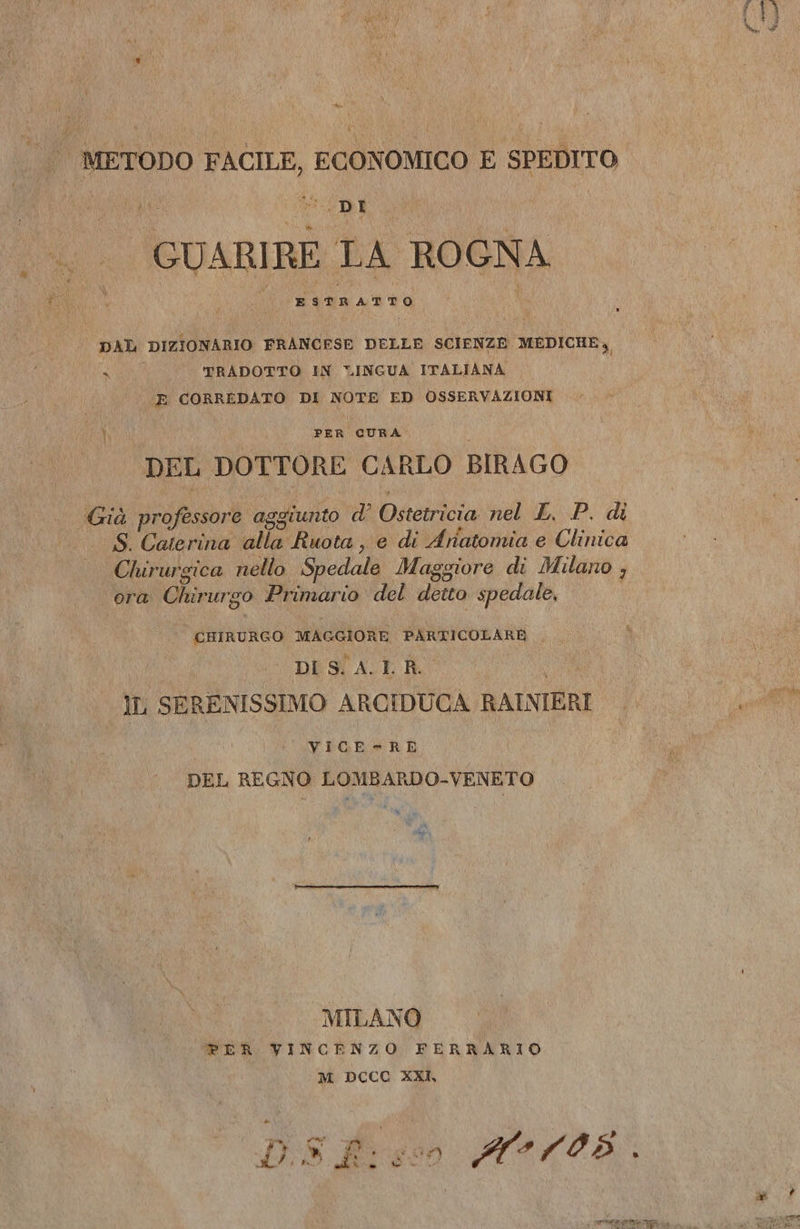 (1)
METODO FACILE, ECONOMICO E SPEDITO
DI
GUARIRE LA ROGNA
ESTRATTO
DAL DIZIONARIO FRANCESE DELLE SCIENZE MEDICHE,
TRADOTTO IN LINGUA ITALIANA
E CORREDATO DI NOTE ED OSSERVAZIONI
PER CURA
DEL DOTTORE CARLO BIRAGO
Già professore aggiunto d' Ostetricia nel L. P. di
S. Caterina alla Ruota, e di Anatomia e Clinica
Chirurgica nello Spedale Maggiore di Milano,
ora Chirurgo Primario del detto spedale,
CHIRURGO MAGGIORE PARTICOLARE
DI S. A. I. R.
IL SERENISSIMO ARCIDUCA RAINIERI
VICE-RE
DEL REGNO LOMBARDO-VENETO
MILANO
PER VINCENZO FERRARIO
M DCCC XXI.
D.S.